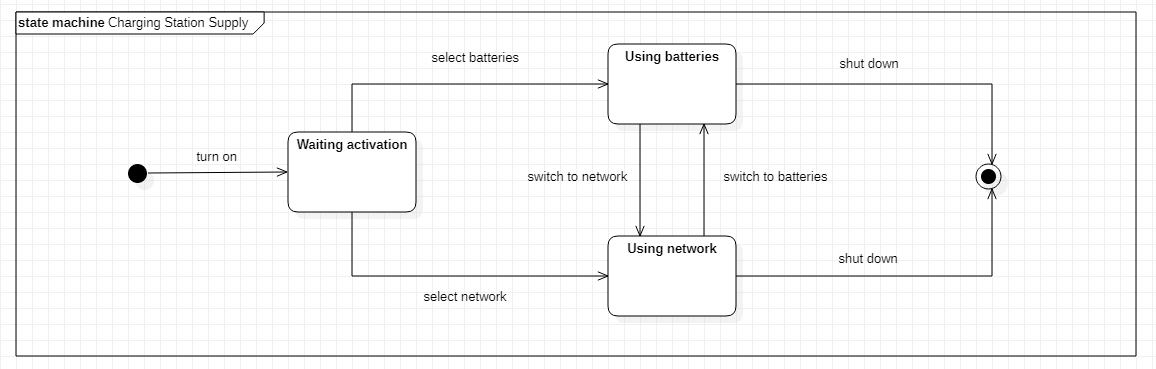 state machine Charging Station Supply
select batteries
Using batteries
shut down
Waiting activation
turn on
switch to network
switch to batteries
Using network
shut down
select network